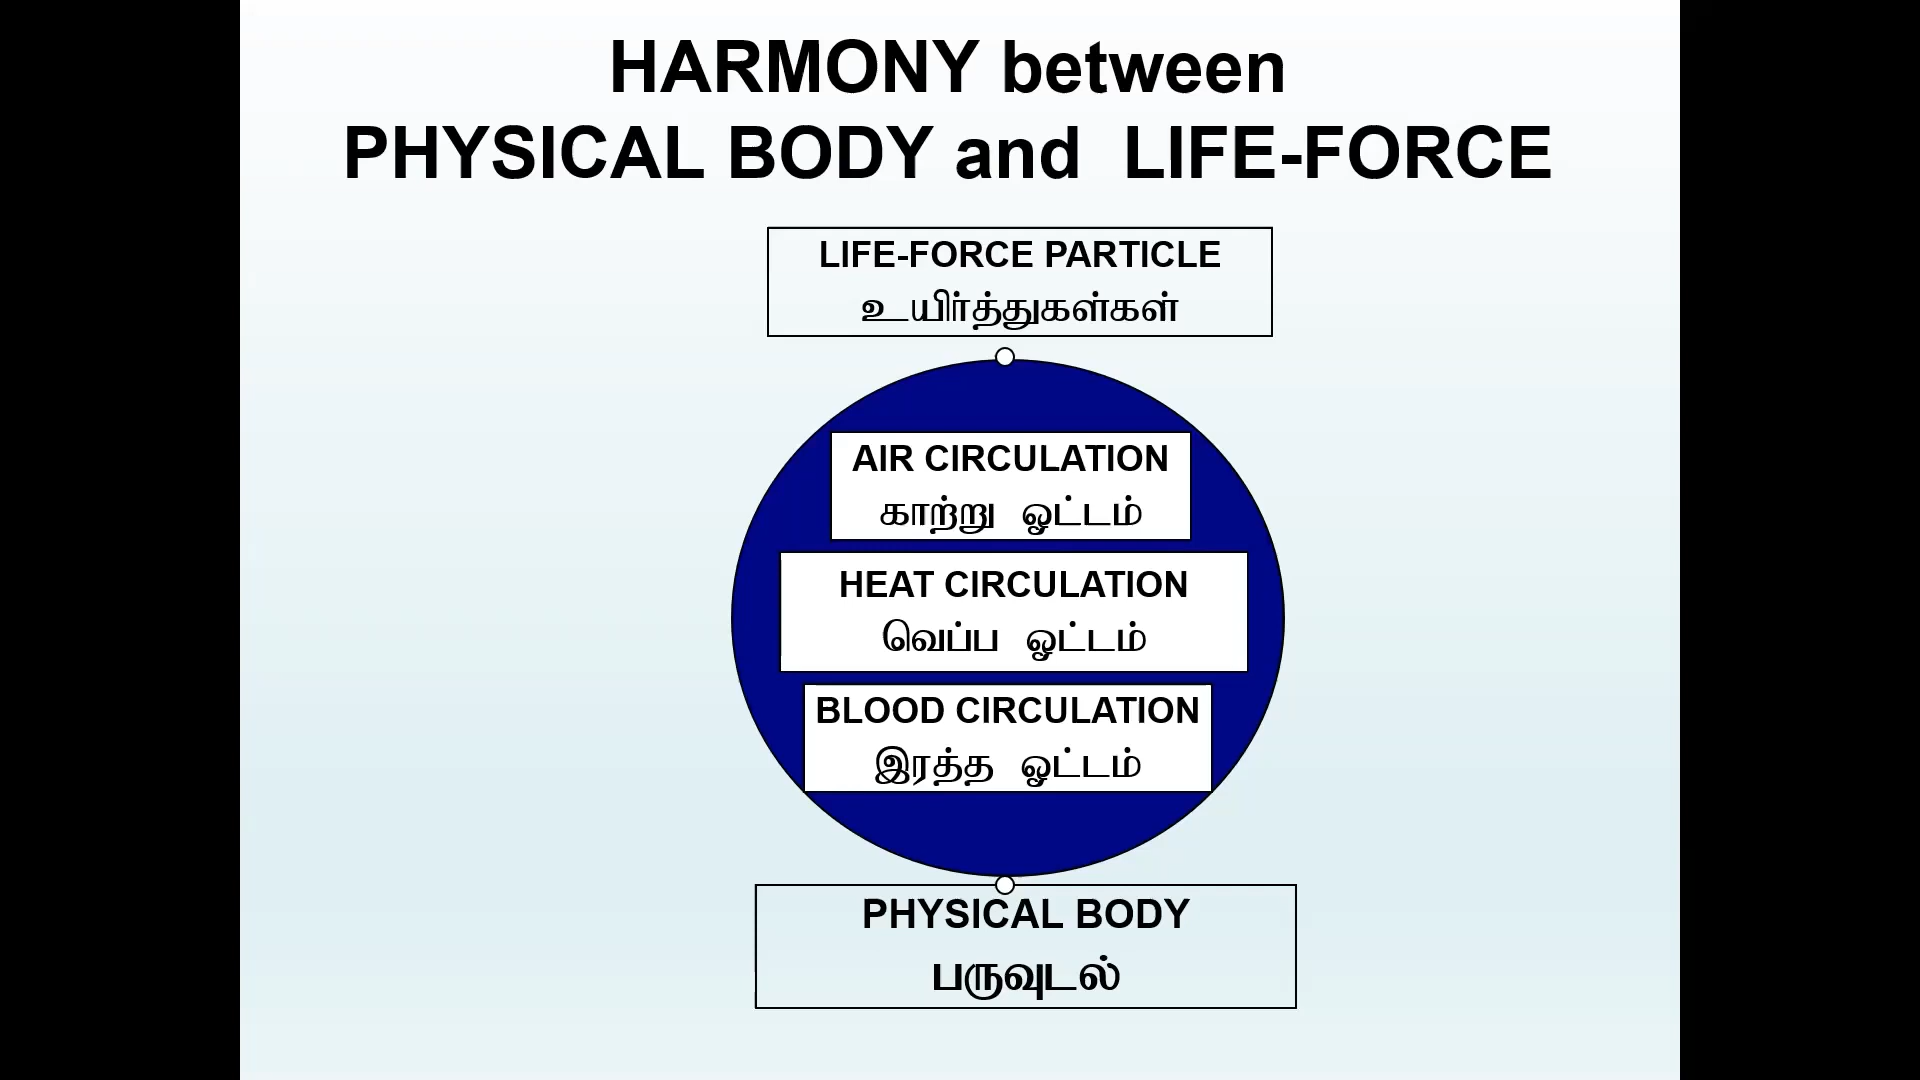 HARMONY between
PHYSICAL BODY and LIFE-FORCE
LIFE-FORCE PARTICLE
உயிர்த்துகள்கள்
AIR CIRCULATION
காற்று ஓட்டம்
HEAT CIRCULATION
வெப்ப ஓட்டம்
BLOOD CIRCULATION
இரத்த ஓட்டம்
PHYSICAL BODY
பருவுடல்